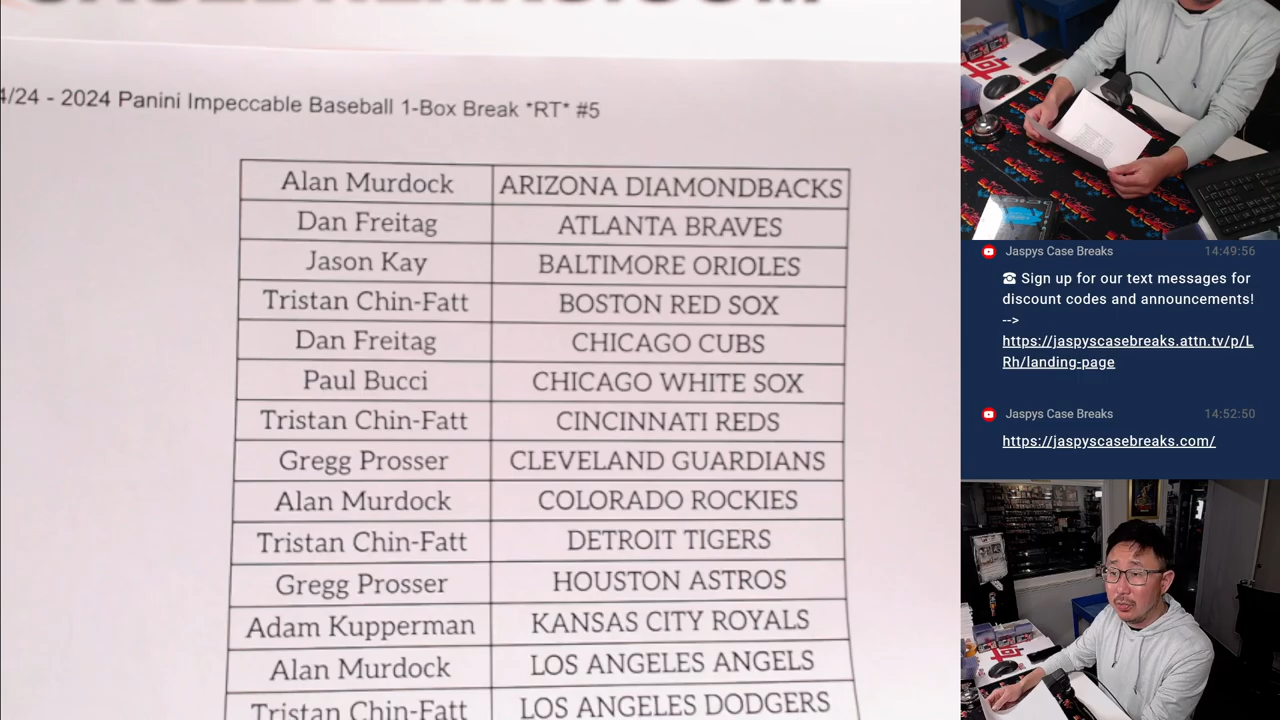 4/24 - 2024 Panini Impeccable Baseball 1-Box Break *RT* #5
Alan Murdock ARIZONA DIAMONDBACKS
Dan Freitag ATLANTA BRAVES
Jason Kay BALTIMORE ORIOLES
Tristan Chin-Fatt BOSTON RED SOX
Dan Freitag CHICAGO CUBS
Paul Bucci CHICAGO WHITE SOX
Tristan Chin-Fatt CINCINNATI REDS
Gregg Prosser CLEVELAND GUARDIANS
Alan Murdock COLORADO ROCKIES
Tristan Chin-Fatt DETROIT TIGERS
Gregg Prosser HOUSTON ASTROS
Adam Kupperman KANSAS CITY ROYALS
Alan Murdock LOS ANGELES ANGELS
Tristan Chin-Fatt LOS ANGELES DODGERS
Jaspys Case Breaks 14:49:56
☎ Sign up for our text messages for
discount codes and announcements!
-->
https://jaspyscasebreaks.attn.tv/p/L
Rh/landing-page
Jaspys Case Breaks 14:52:50
https://jaspyscasebreaks.com/